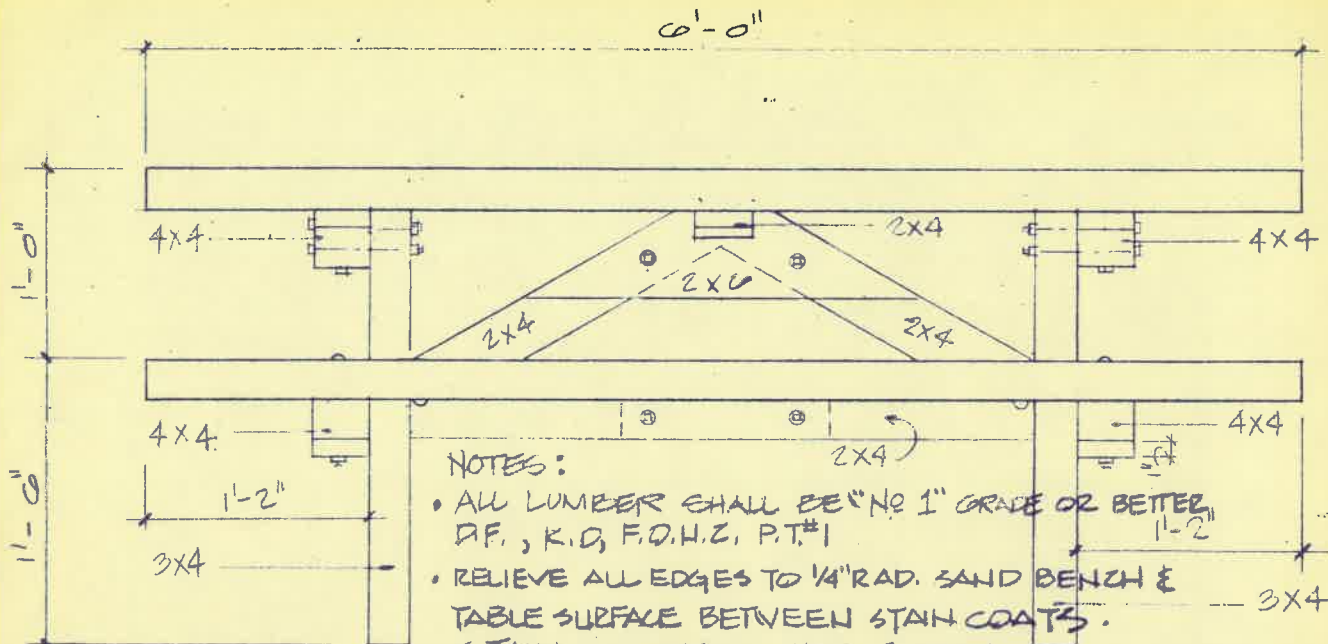 6'-0"
1'-0"
4X4
2X4
4X4
2X6
2X4
2X4
4X4
2X4
4X4
1'-6"
1'-2"
3X4
1'-2"
3X4
NOTES:
• ALL LUMBER SHALL BE "Nº 1" GRADE OR BETTER
D.F., K.D, F.O.H.C. P.T.#1
• RELIEVE ALL EDGES TO 1/4" RAD. SAND BENCH &
TABLE SURFACE BETWEEN STAIN COATS.